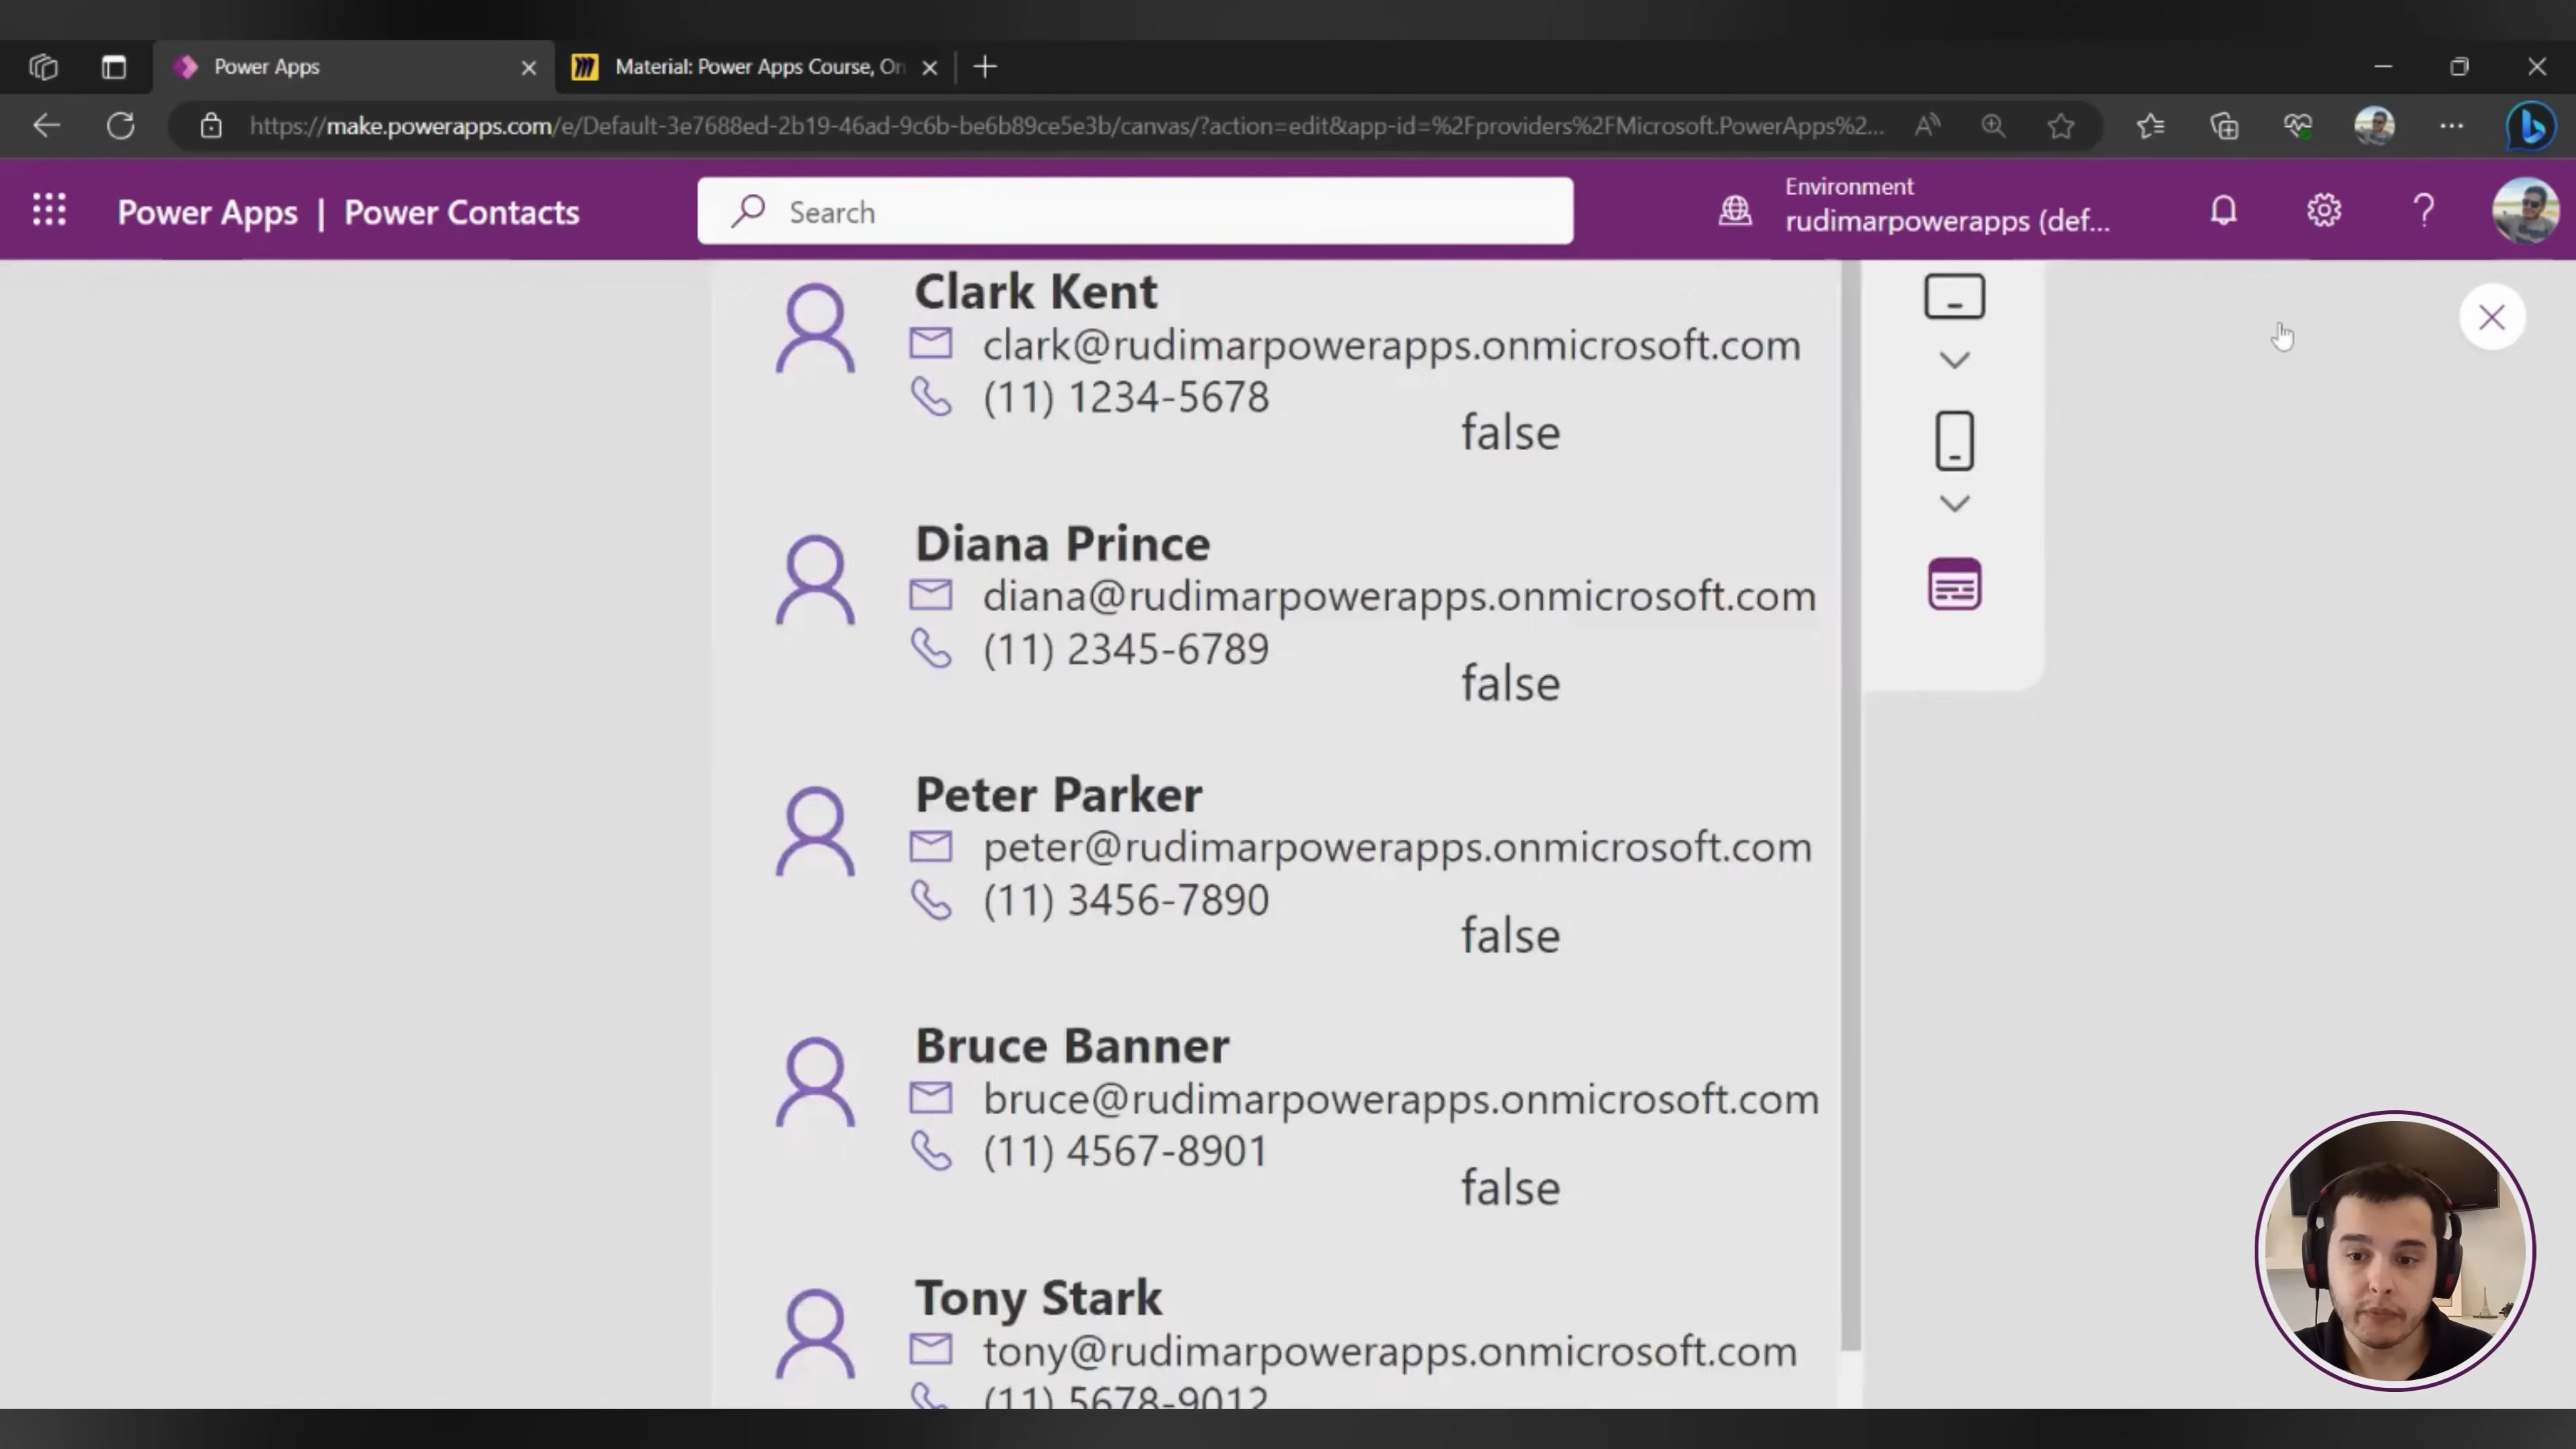 Power Apps
Material: Power Apps Course, On
https://make.powerapps.com/e/Default-3e7688ed-2b19-46ad-9c6b-be6b89ce5e3b/canvas/?action=edit&app-id=%2Fproviders%2FMicrosoft.PowerApps%2...
Power Apps | Power Contacts
Search
Environment
rudimarpowerapps (def...
Clark Kent
clark@rudimarpowerapps.onmicrosoft.com
(11) 1234-5678
false
Diana Prince
diana@rudimarpowerapps.onmicrosoft.com
(11) 2345-6789
false
Peter Parker
peter@rudimarpowerapps.onmicrosoft.com
(11) 3456-7890
false
Bruce Banner
bruce@rudimarpowerapps.onmicrosoft.com
(11) 4567-8901
false
Tony Stark
tony@rudimarpowerapps.onmicrosoft.com
(11) 5678-9012